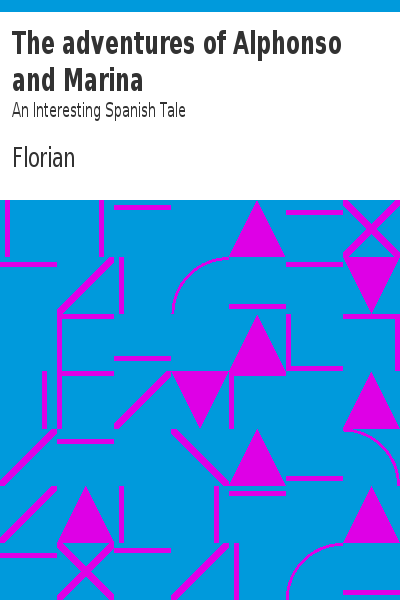 The adventures of Alphonso
and Marina
An Interesting Spanish Tale
Florian